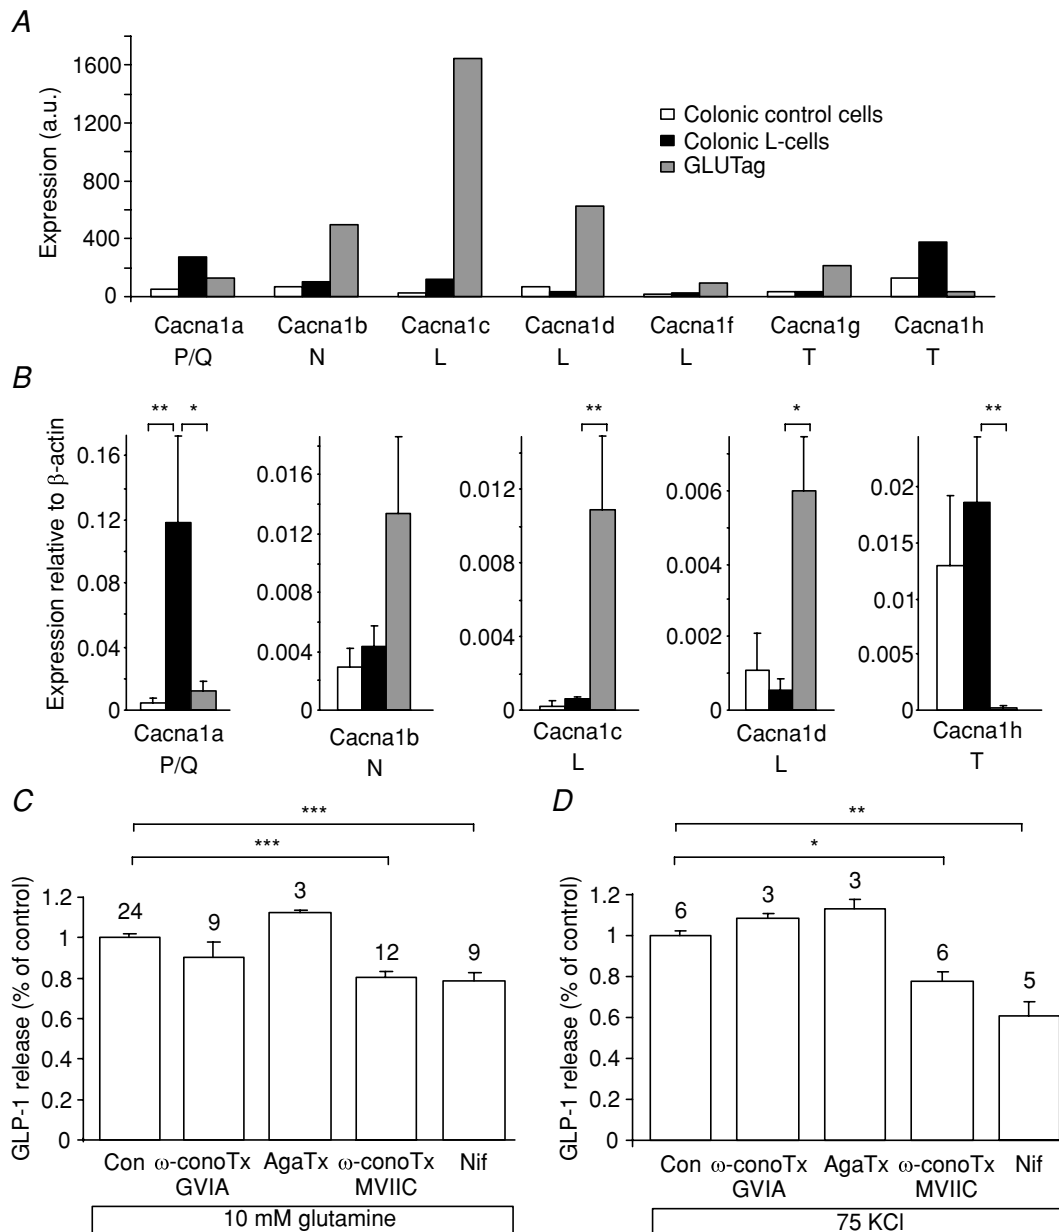 A
Expression (a.u.)
1600
1200
800
400
0
Colonic control cells
Colonic L-cells
GLUTag
Cacna1a Cacna1b Cacna1c Cacna1d Cacna1f Cacna1g Cacna1h
P/Q N L L L T T
B
Expression relative to β-actin
** *
0.16
0.12
0.08
0.04
0
Cacna1a
P/Q
0.016
0.012
0.008
0.004
0
Cacna1b
N
**
0.012
0.008
0.004
0
Cacna1c
L
*
0.006
0.004
0.002
0
Cacna1d
L
**
0.02
0.015
0.01
0.005
0
Cacna1h
T
C
***
***
GLP-1 release (% of control)
1.2
1
0.8
0.6
0.4
0.2
0
24 9 3 12 9
Con ω-conoTx AgaTx ω-conoTx Nif
GVIA MVIIC
10 mM glutamine
D
**
*
GLP-1 release (% of control)
1.2
1
0.8
0.6
0.4
0.2
0
6 3 3 6 5
Con ω-conoTx AgaTx ω-conoTx Nif
GVIA MVIIC
75 KCl